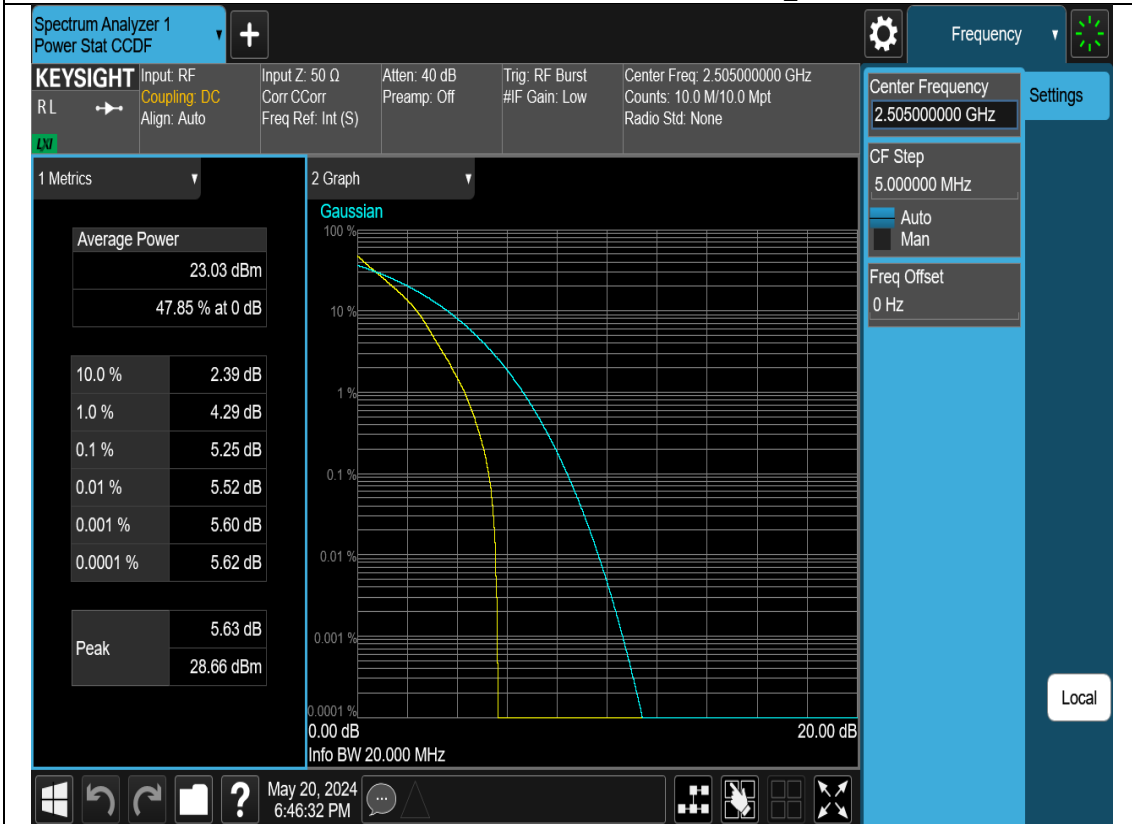 Spectrum Analyzer 1
Power Stat CCDF
+
Frequency
KEYSIGHT
RL
LXI
Input: RF
Coupling: DC
Align: Auto
Input Z: 50 Ω
Corr CCorr
Freq Ref: Int (S)
Atten: 40 dB
Preamp: Off
Trig: RF Burst
#IF Gain: Low
Center Freq: 2.505000000 GHz
Counts: 10.0 M/10.0 Mpt
Radio Std: None
Center Frequency
2.505000000 GHz
Settings
CF Step
5.000000 MHz
Auto
Man
Freq Offset
0 Hz
Local
1 Metrics
Average Power
23.03 dBm
47.85 % at 0 dB
10.0 % 2.39 dB
1.0 % 4.29 dB
0.1 % 5.25 dB
0.01 % 5.52 dB
0.001 % 5.60 dB
0.0001 % 5.62 dB
Peak
5.63 dB
28.66 dBm
2 Graph
Gaussian
100 %
10 %
1 %
0.1 %
0.01 %
0.001 %
0.0001 %
0.00 dB 20.00 dB
Info BW 20.000 MHz
?
May 20, 2024
6:46:32 PM